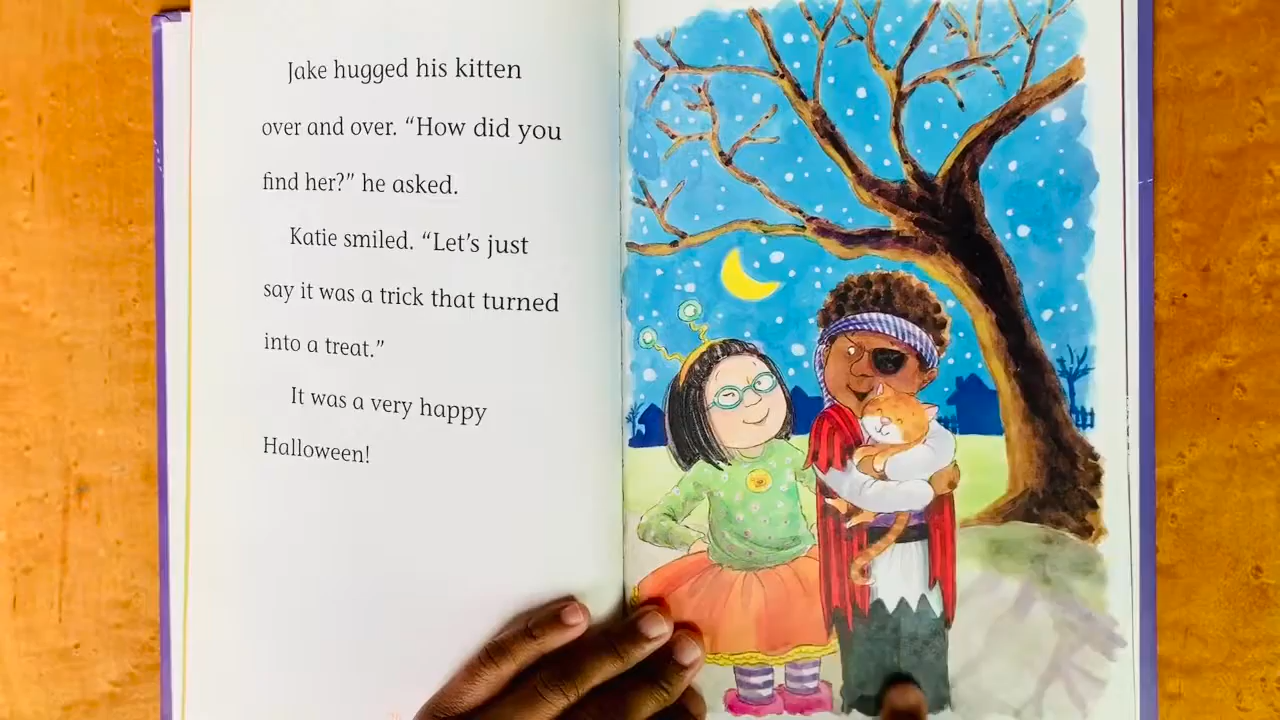 Jake hugged his kitten
over and over. “How did you
find her?” he asked.
Katie smiled. “Let’s just
say it was a trick that turned
into a treat.”
It was a very happy
Halloween!